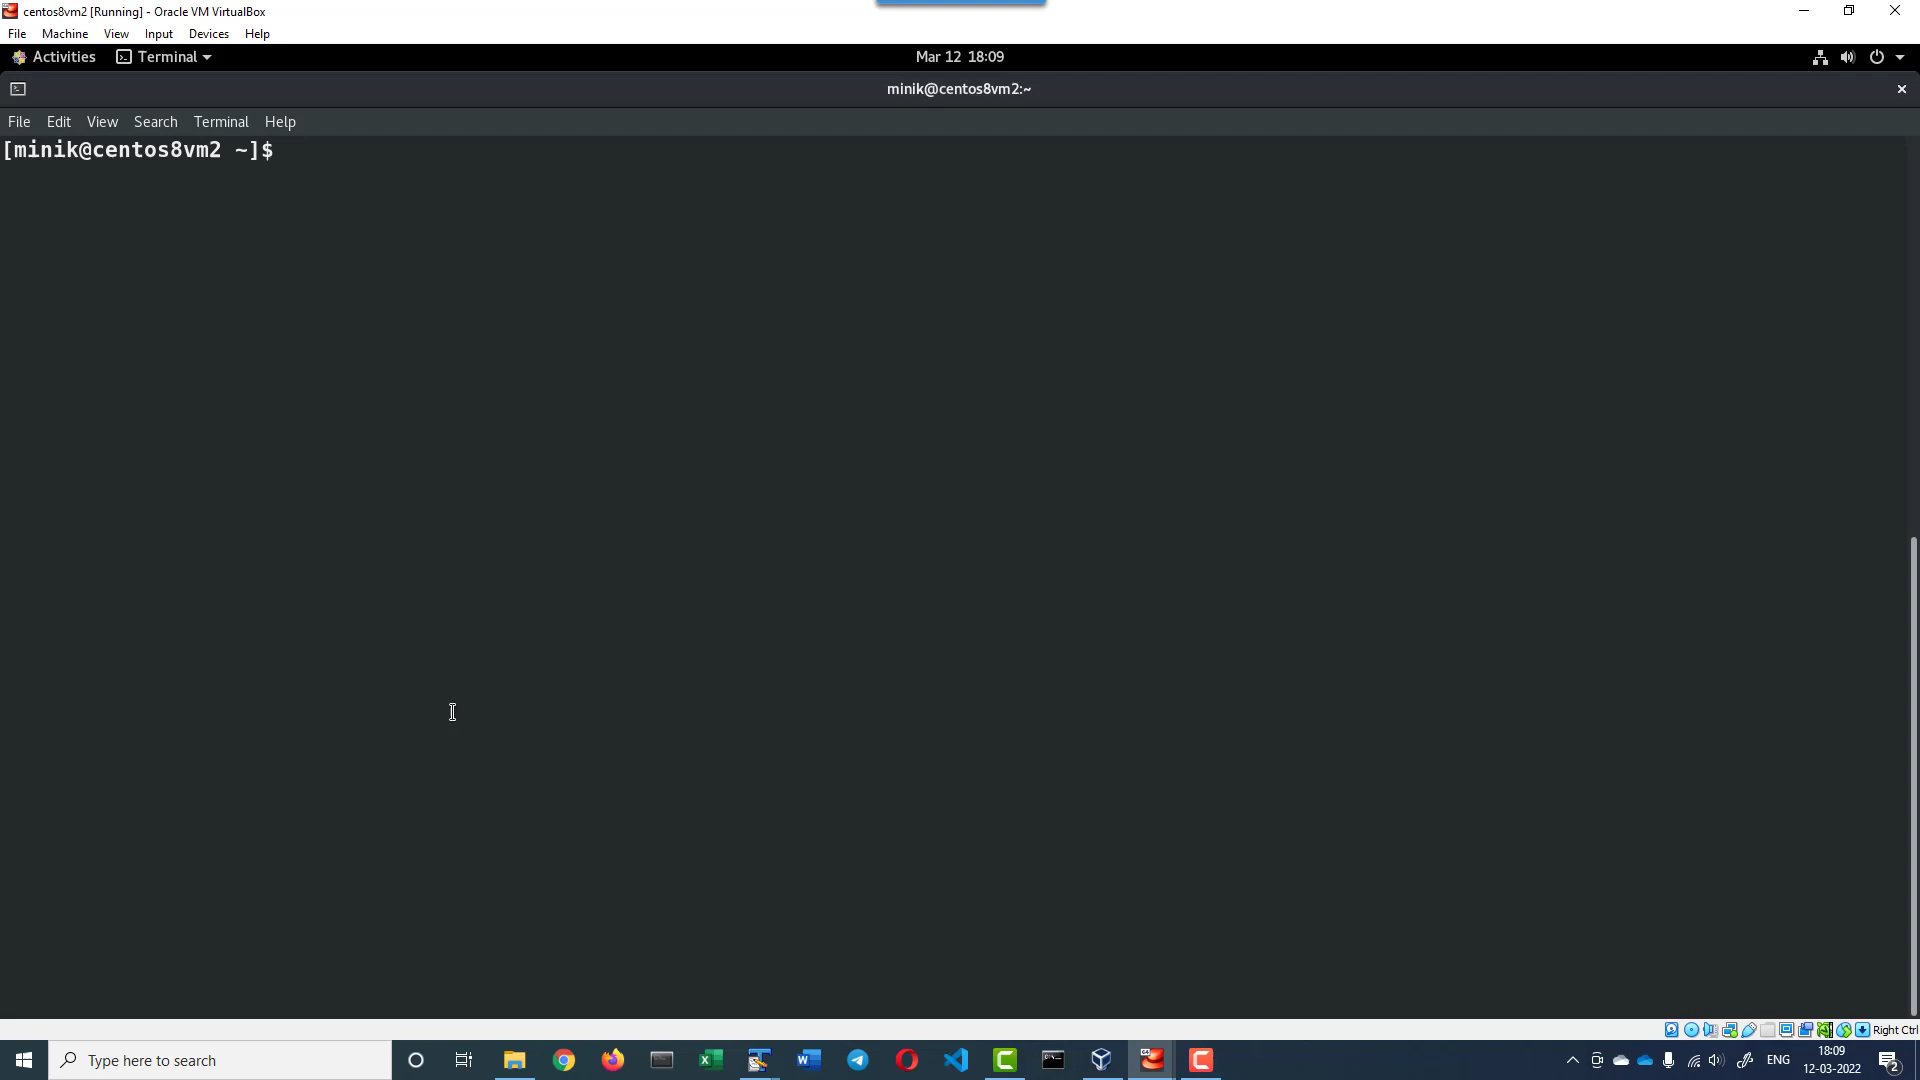 centos8vm2 [Running] - Oracle VM VirtualBox
File Machine View Input Devices Help
Activities Terminal Mar 12 18:09
minik@centos8vm2:~
File Edit View Search Terminal Help
[minik@centos8vm2 ~]$
Right Ctrl
Type here to search
ENG
18:09
12-03-2022
2